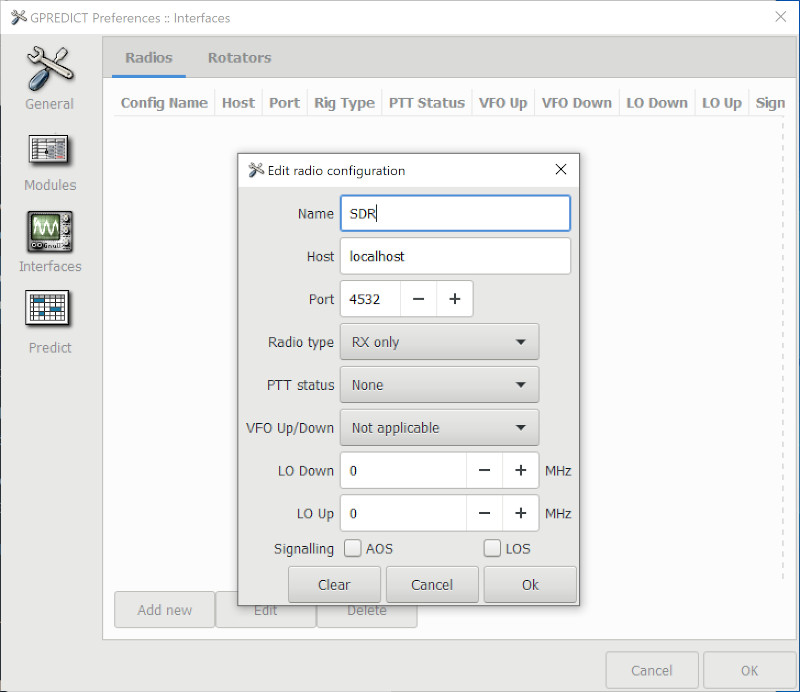 GPREDICT Preferences :: Interfaces
General
Modules
Interfaces
Predict
Radios Rotators
Config Name Host Port Rig Type PTT Status VFO Up VFO Down LO Down LO Up Sign
Edit radio configuration
Name SDR
Host localhost
Port 4532
Radio type RX only
PTT status None
VFO Up/Down Not applicable
LO Down 0 MHz
LO Up 0 MHz
Signalling AOS LOS
Clear Cancel Ok
Add new Edit Delete
Cancel OK